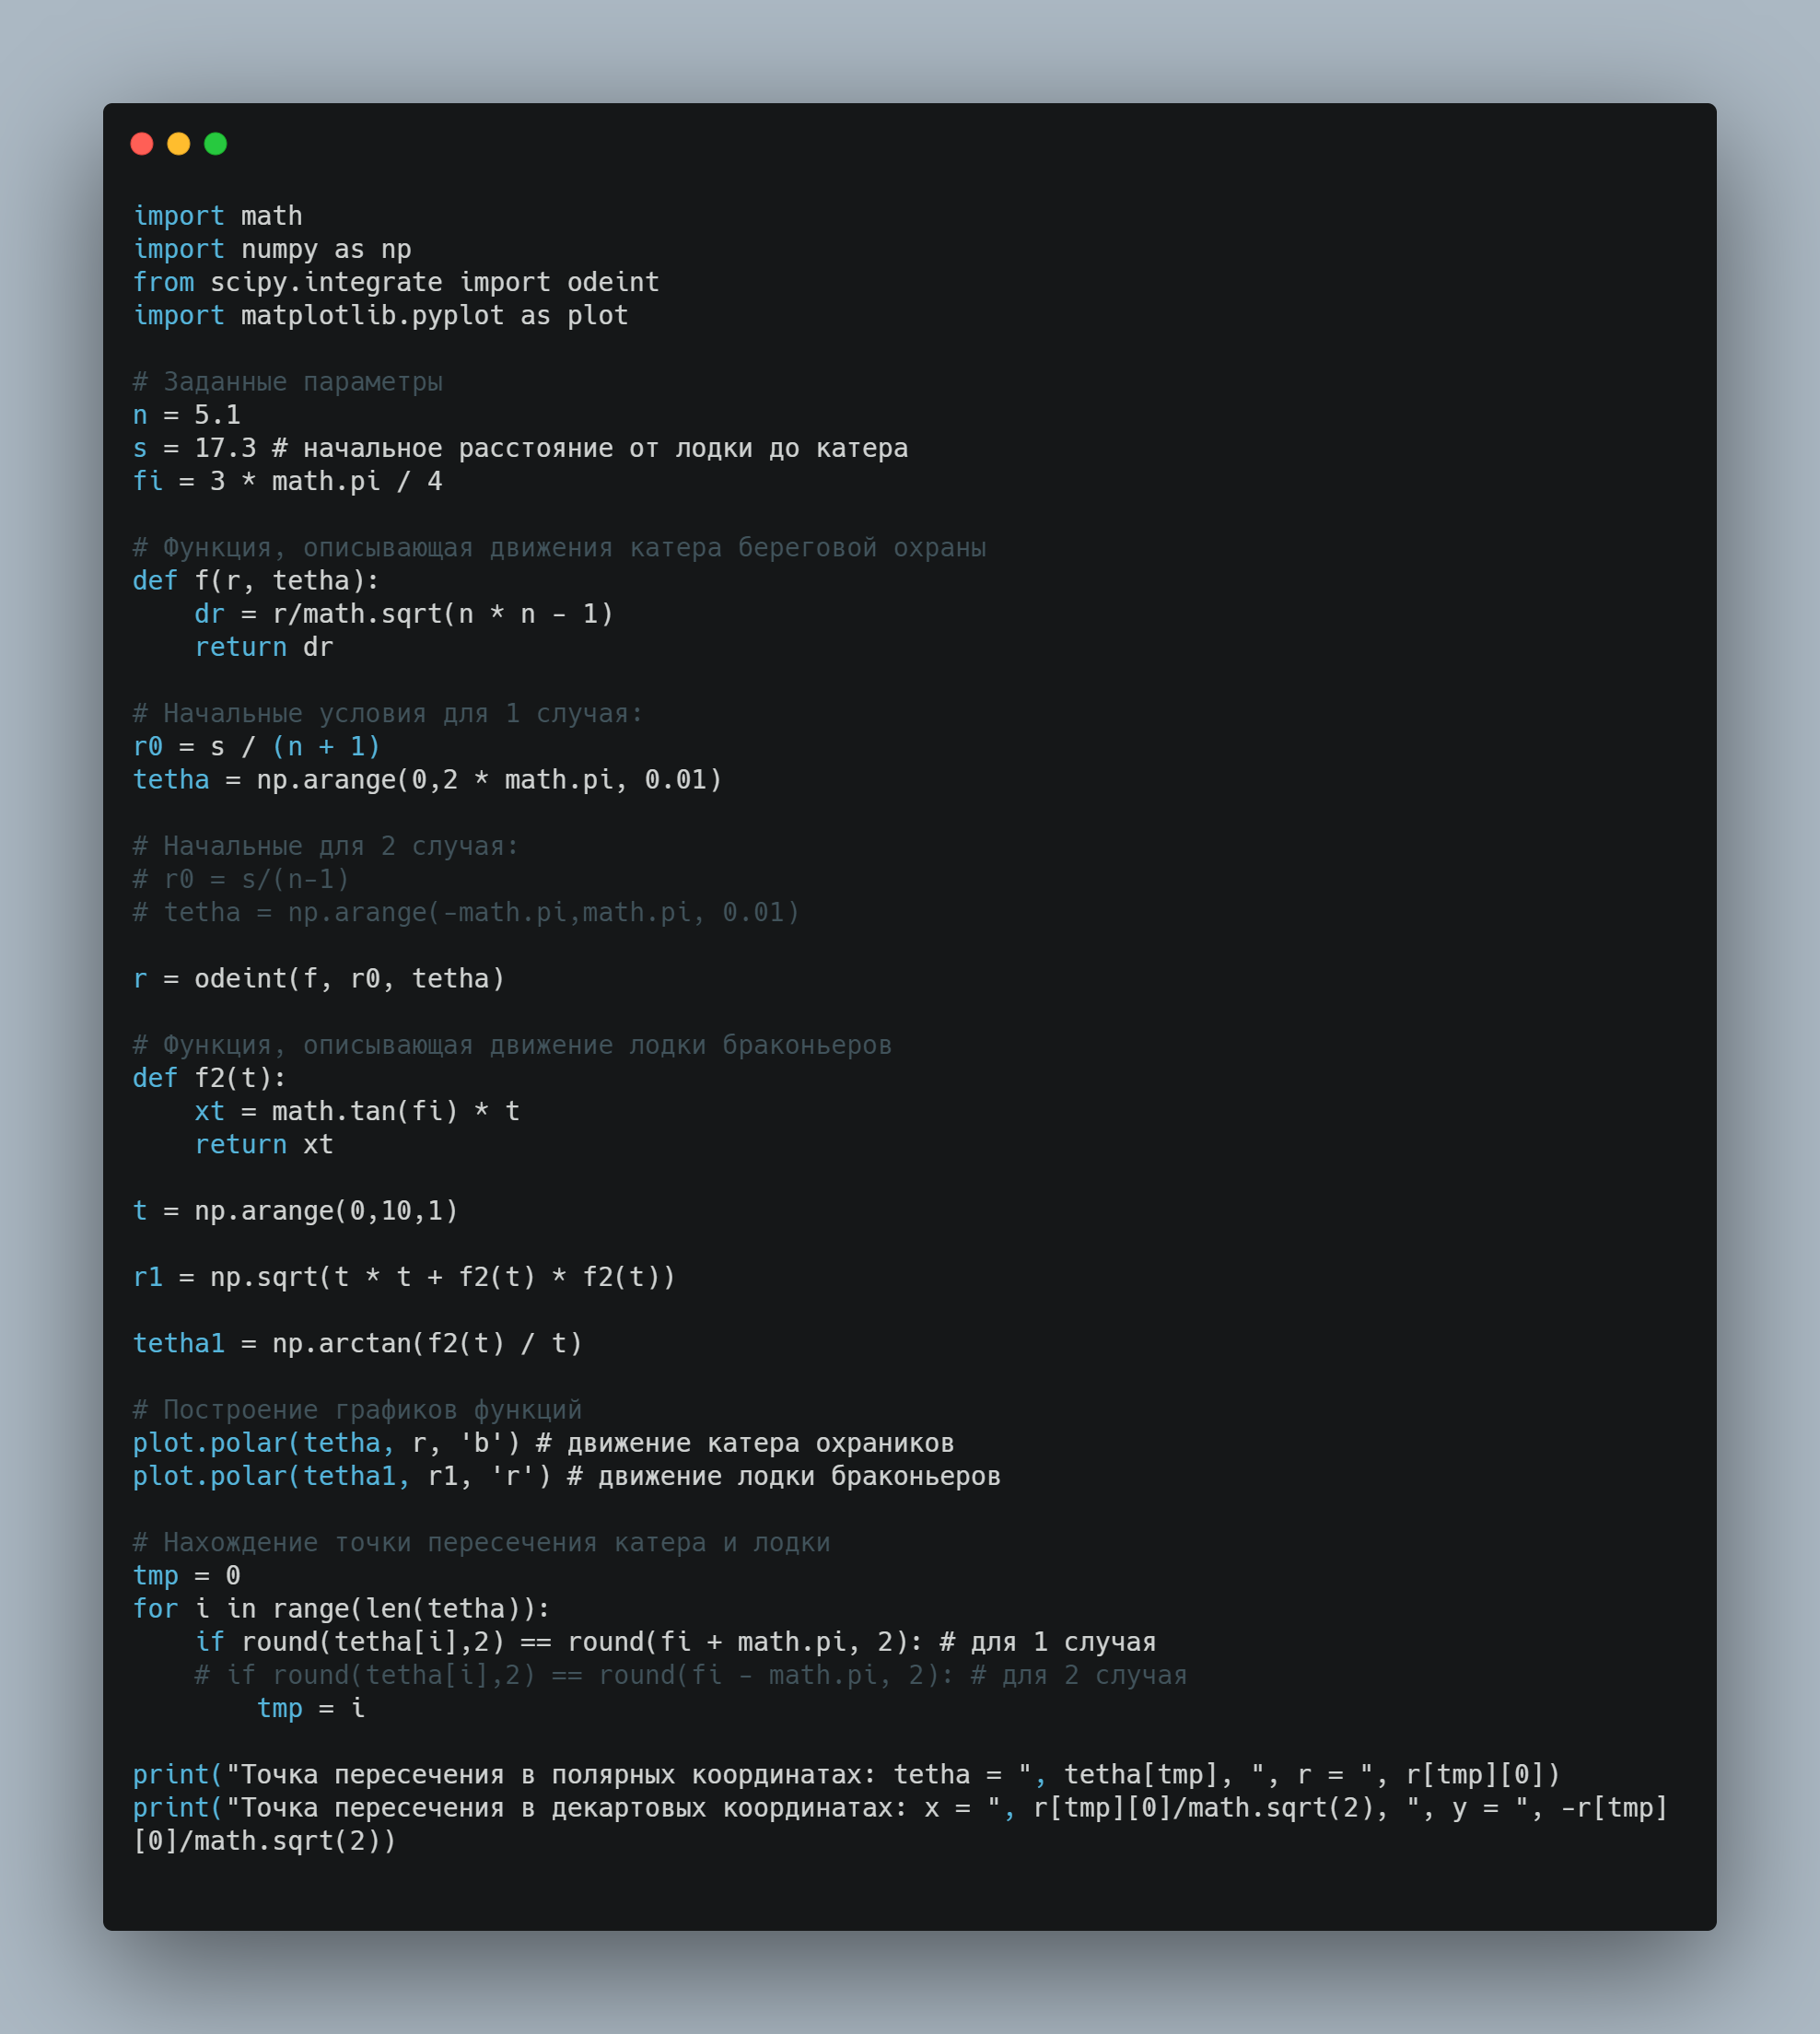 import math
import numpy as np
from scipy.integrate import odeint
import matplotlib.pyplot as plot

# Заданные параметры
n = 5.1
s = 17.3 # начальное расстояние от лодки до катера
fi = 3 * math.pi / 4

# Функция, описывающая движения катера береговой охраны
def f(r, tetha):
    dr = r/math.sqrt(n * n - 1)
    return dr

# Начальные условия для 1 случая:
r0 = s / (n + 1)
tetha = np.arange(0,2 * math.pi, 0.01)

# Начальные для 2 случая:
# r0 = s/(n-1)
# tetha = np.arange(-math.pi,math.pi, 0.01)

r = odeint(f, r0, tetha)

# Функция, описывающая движение лодки браконьеров
def f2(t):
    xt = math.tan(fi) * t
    return xt

t = np.arange(0,10,1)

r1 = np.sqrt(t * t + f2(t) * f2(t))

tetha1 = np.arctan(f2(t) / t)

# Построение графиков функций
plot.polar(tetha, r, 'b') # движение катера охраников
plot.polar(tetha1, r1, 'r') # движение лодки браконьеров

# Нахождение точки пересечения катера и лодки
tmp = 0
for i in range(len(tetha)):
    if round(tetha[i],2) == round(fi + math.pi, 2): # для 1 случая
    # if round(tetha[i],2) == round(fi - math.pi, 2): # для 2 случая
        tmp = i

print("Точка пересечения в полярных координатах: tetha = ", tetha[tmp], ", r = ", r[tmp][0])
print("Точка пересечения в декартовых координатах: x = ", r[tmp][0]/math.sqrt(2), ", y = ", -r[tmp]
[0]/math.sqrt(2))